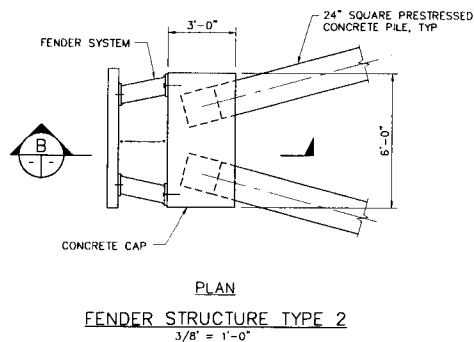 3'-0"
24" SQUARE PRESTRESSED
CONCRETE PILE, TYP
FENDER SYSTEM
B
6'-0"
CONCRETE CAP
PLAN
FENDER STRUCTURE TYPE 2
3/8' = 1'-0"